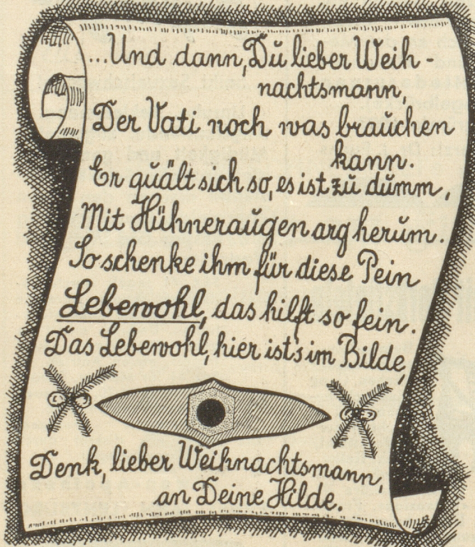 ...Und dann, Du lieber Weih-
nachtsmann,
Der Vati noch was brauchen
kann.
Er quält sich so, es ist zu dumm,
Mit Hühneraugen arg herum.
So schenke ihm für diese Pein
Lebewohl, das hilft so fein.
Das Lebewohl, hier ist's im Bilde,
Denk, lieber Weihnachtsmann,
an Deine Hilde.